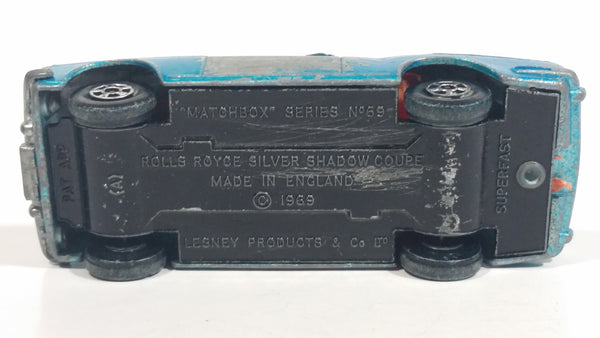 "MATCHBOX" SERIES Nº69
ROLLS ROYCE SILVER SHADOW COUPE
MADE IN ENGLAND
© 1969
LESNEY PRODUCTS & Co LTD
PAT APP
SUPERFAST